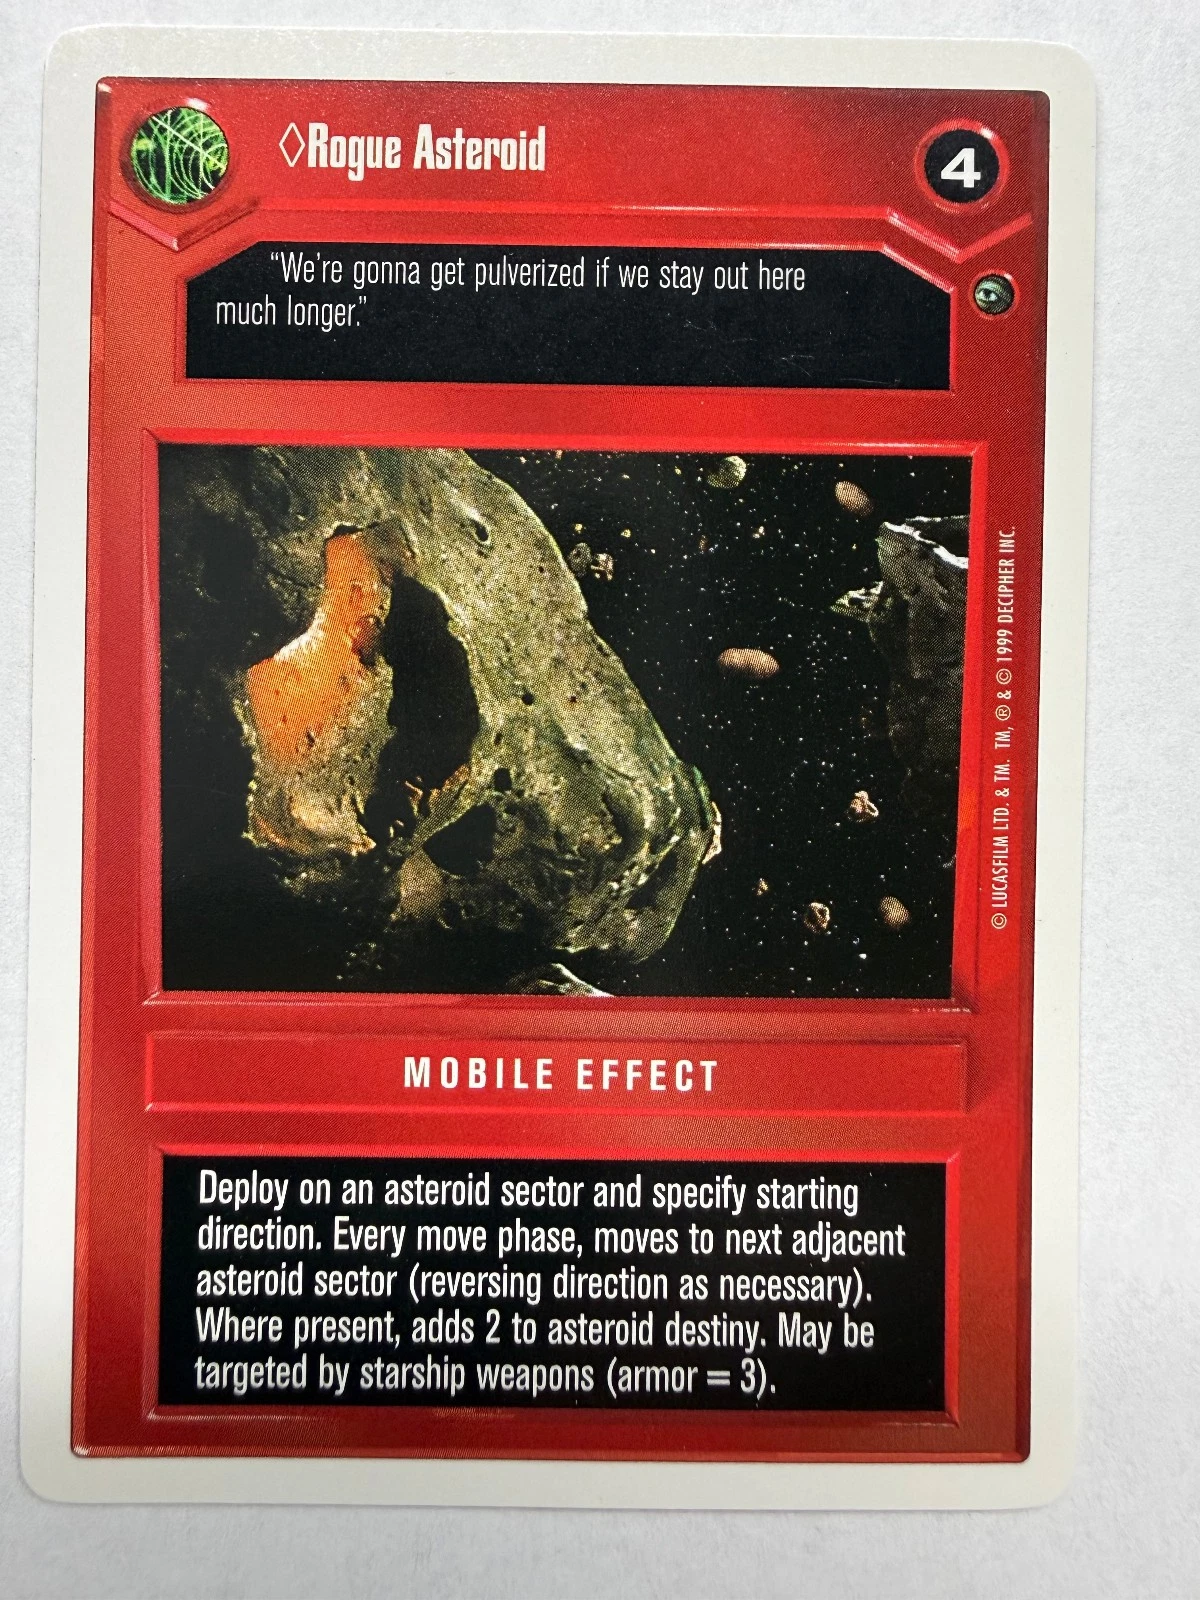 ◇Rogue Asteroid
4
“We're gonna get pulverized if we stay out here
much longer.”
© LUCASFILM LTD. & TM. TM, ® & © 1999 DECIPHER INC.
MOBILE EFFECT
Deploy on an asteroid sector and specify starting
direction. Every move phase, moves to next adjacent
asteroid sector (reversing direction as necessary).
Where present, adds 2 to asteroid destiny. May be
targeted by starship weapons (armor = 3).